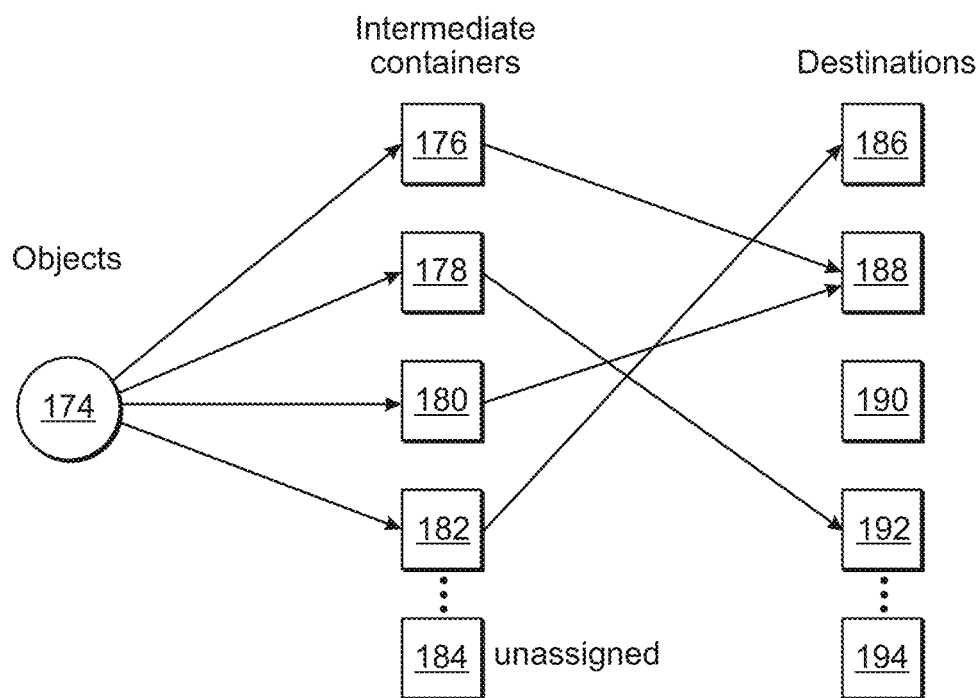 Intermediate
containers
Destinations
176
186
Objects
178
188
174
180
190
182
192
184 unassigned
194